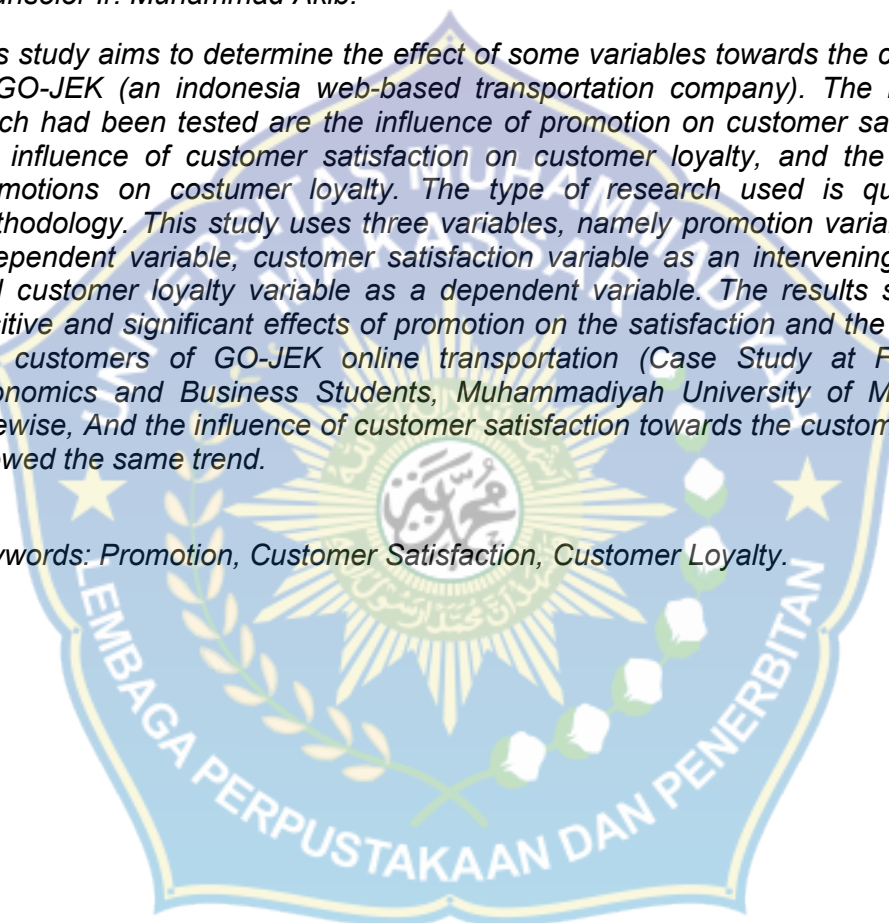 unselor Ir. Muhammad Akib.
s study aims to determine the effect of some variables towards the c
GO-JEK (an indonesia web-based transportation company). The
ch had been tested are the influence of promotion on customer sa
influence of customer satisfaction on customer loyalty, and the
motions on costumer loyalty. The type of research used is qu
thodology. This study uses three variables, namely promotion varia
ependent variable, customer satisfaction variable as an intervening
d customer loyalty variable as a dependent variable. The results s
itive and significant effects of promotion on the satisfaction and the
customers of GO-JEK online transportation (Case Study at F
onomics and Business Students, Muhammadiyah University of M
ewise, And the influence of customer satisfaction towards the custom
owed the same trend.
ywords: Promotion, Customer Satisfaction, Customer Loyalty.
UNIVERSITAS MUHAMMADIYAH
MAKASSAR
LEMBAGA PERPUSTAKAAN DAN PENERBITAN